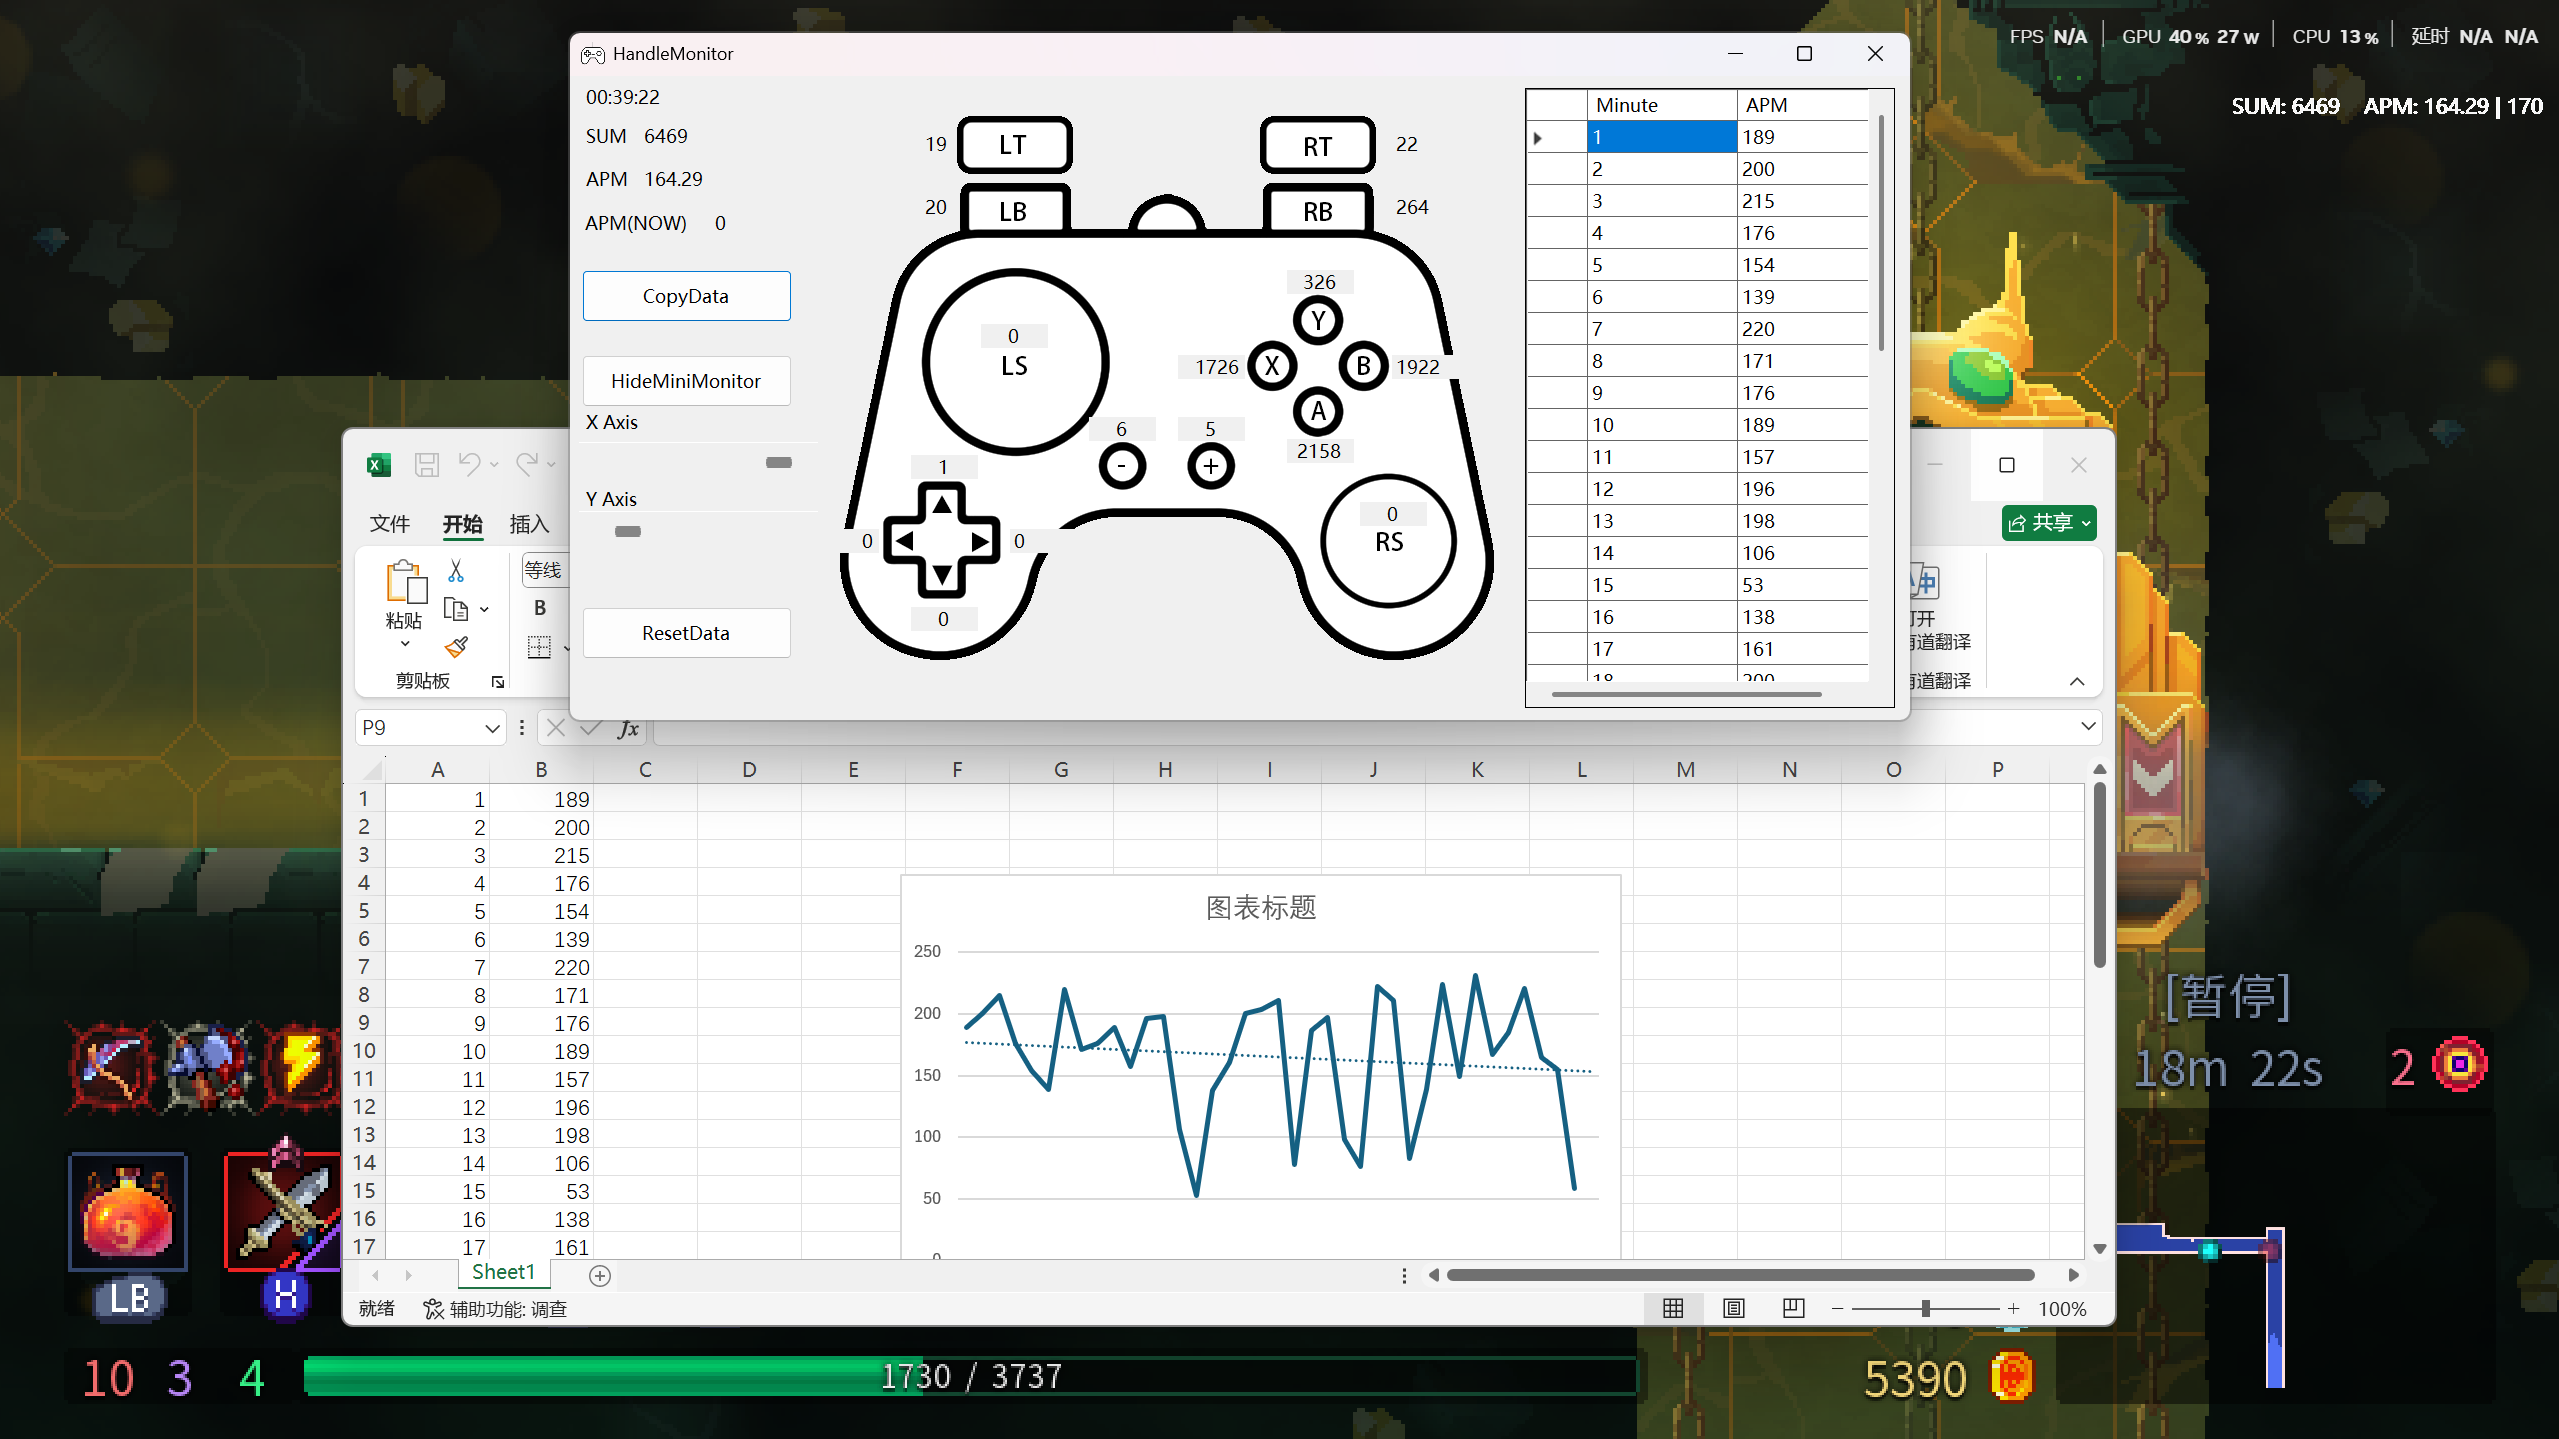 HandleMonitor
FPS N/A GPU 40% 27W CPU 13% 延时 N/A N/A
SUM: 6469 APM: 164.29 | 170
00:39:22
SUM 6469
APM 164.29
APM(NOW) 0
CopyData
HideMiniMonitor
X Axis
Y Axis
ResetData
19 LT
RT 22
20 LB
RB 264
0
LS
326
Y
1726 X
B 1922
A
2158
6
-
5
+
1
0
0
0
0
RS
Minute APM
1 189
2 200
3 215
4 176
5 154
6 139
7 220
8 171
9 176
10 189
11 157
12 196
13 198
14 106
15 53
16 138
17 161
18 200
文件 开始 插入
共享
粘贴
剪贴板
等线
B
打开
有道翻译
有道翻译
P9
fx
A B C D E F G H I J K L M N O P
1 1 189
2 2 200
3 3 215
4 4 176
5 5 154
6 6 139
7 7 220
8 8 171
9 9 176
10 10 189
11 11 157
12 12 196
13 13 198
14 14 106
15 15 53
16 16 138
17 17 161
图表标题
250
200
150
100
50
0
Sheet1
就绪 辅助功能: 调查
100%
[暂停]
18m 22s
2
LB
H
10 3 4
1730 / 3737
5390